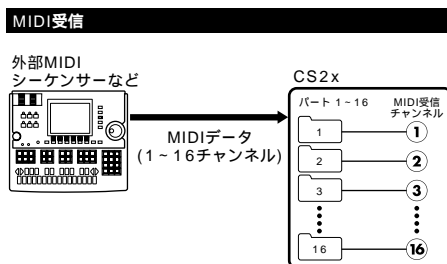 MIDI受信
外部MIDI
シーケンサーなど
CS2x
パート 1~16
MIDI受信
チャンネル
MIDIデータ
(1~16チャンネル)
1
1
2
2
3
3
16
16